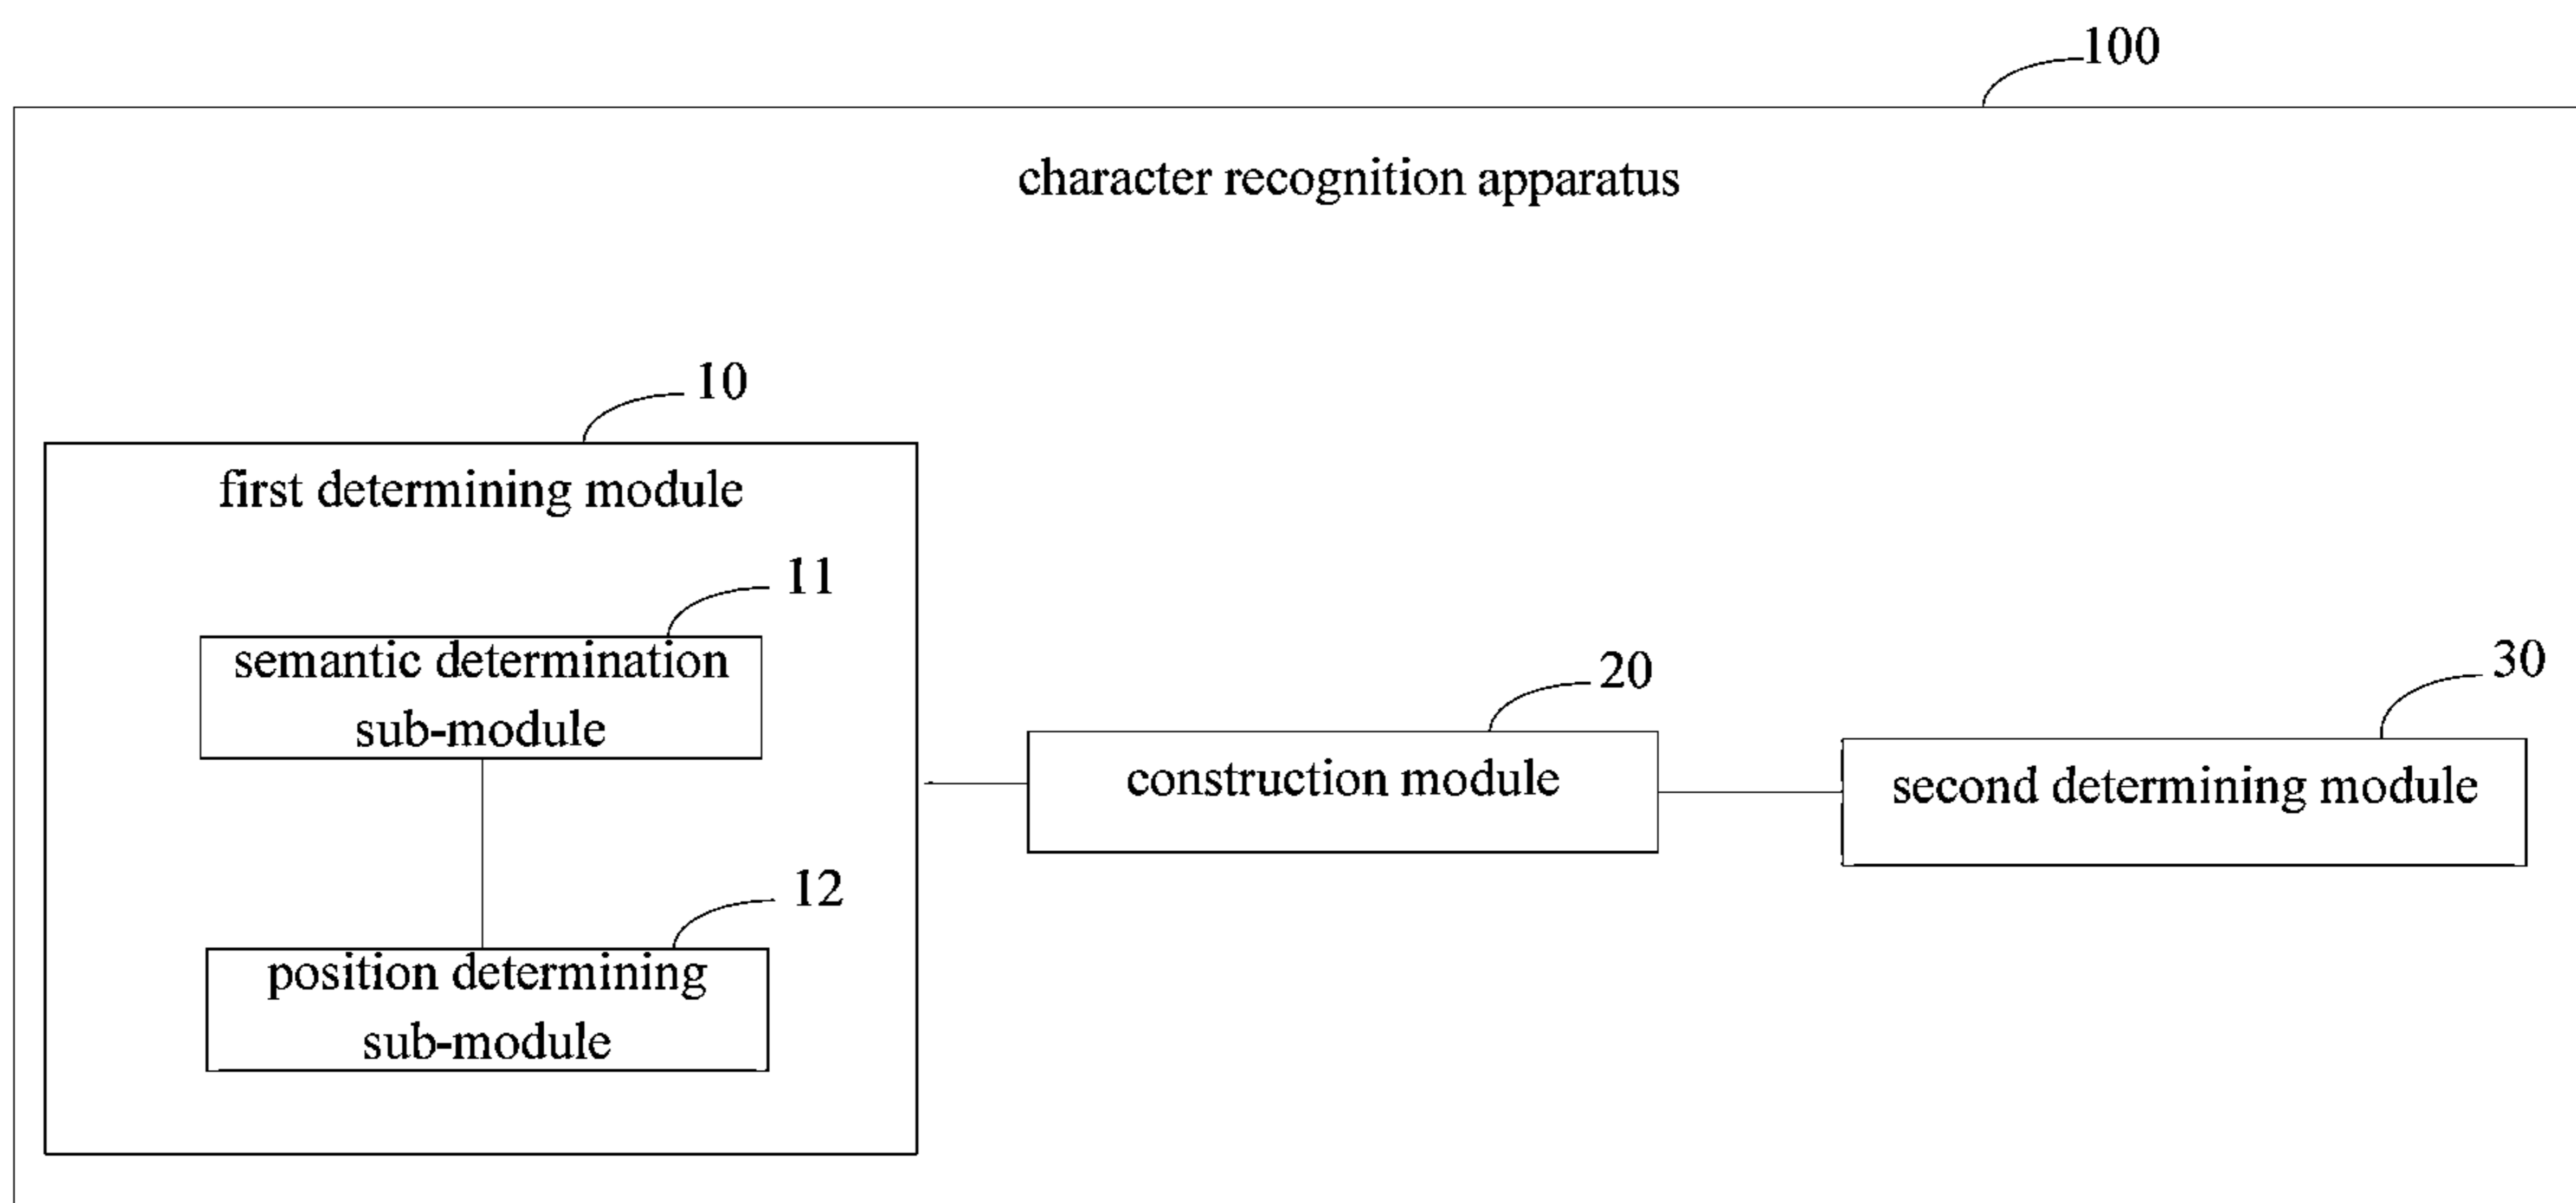 100
character recognition apparatus
10
first determining module
11
semantic determination
sub-module
20
construction module
30
second determining module
12
position determining
sub-module